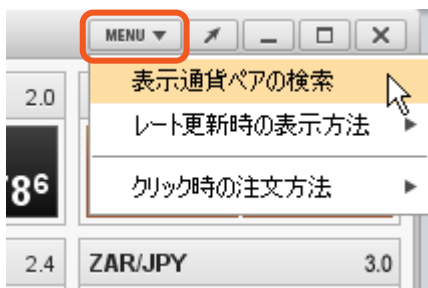 MENU ▼
表示通貨ペアの検索
2.0
レート更新時の表示方法
86
クリック時の注文方法
2.4
ZAR/JPY 3.0